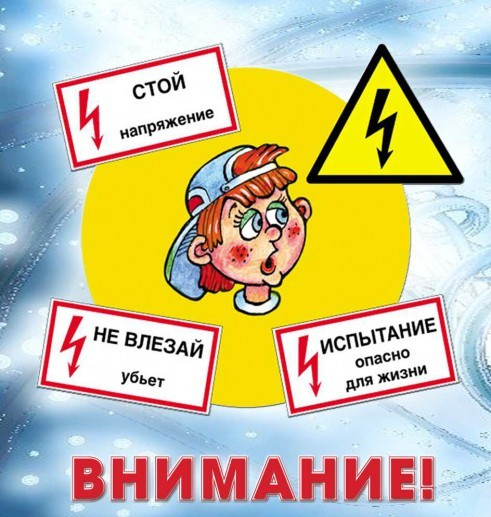 СТОЙ
напряжение
НЕ ВЛЕЗАЙ
убьет
ИСПЫТАНИЕ
опасно
для жизни
ВНИМАНИЕ!